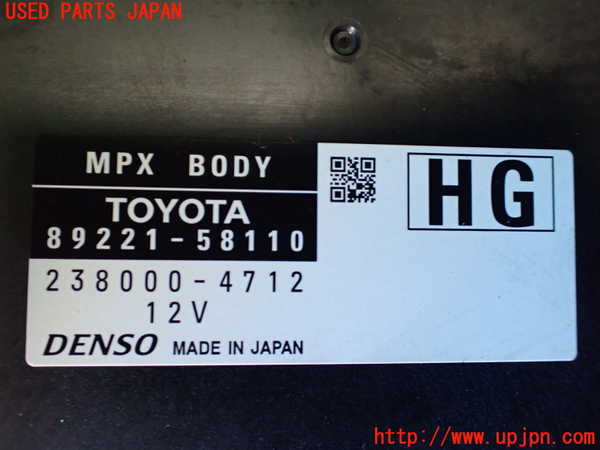 USED PARTS JAPAN
MPX BODY
TOYOTA
89221-58110
238000-4712
12V
DENSO MADE IN JAPAN
HG
http://www.upjpn.com